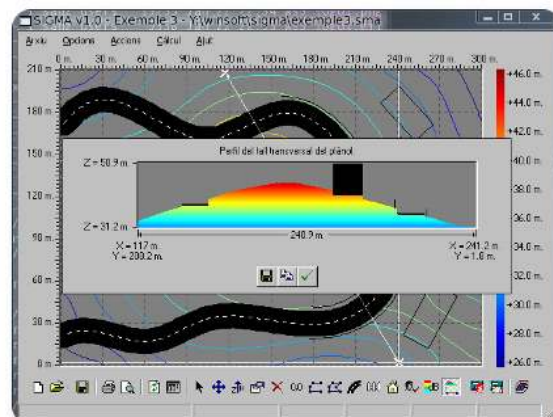 SIGMA v1.0 - Exemple 3 - Y:\winsoft\sigma\exemple3.sma
Arxiu Opcions Accions Càlcul Ajut
0 m. 30 m. 60 m. 90 m. 120 m. 150 m. 180 m. 210 m. 240 m. 270 m. 300 m.
210 m.
180 m.
150 m.
120 m.
90 m.
60 m.
30 m.
0 m.
+46.0 m.
+44.0 m.
+42.0 m.
+40.0 m.
38.0 m.
36.0 m.
34.0 m.
32.0 m.
+30.0 m.
+28.0 m.
+26.0 m.
Perfil del tall transversal del plànol
Z = 50.9 m.
Z = 31.2 m.
240.9 m.
X = 117 m.
Y = 208.2 m.
X = 241.2 m.
Y = 1.8 m.